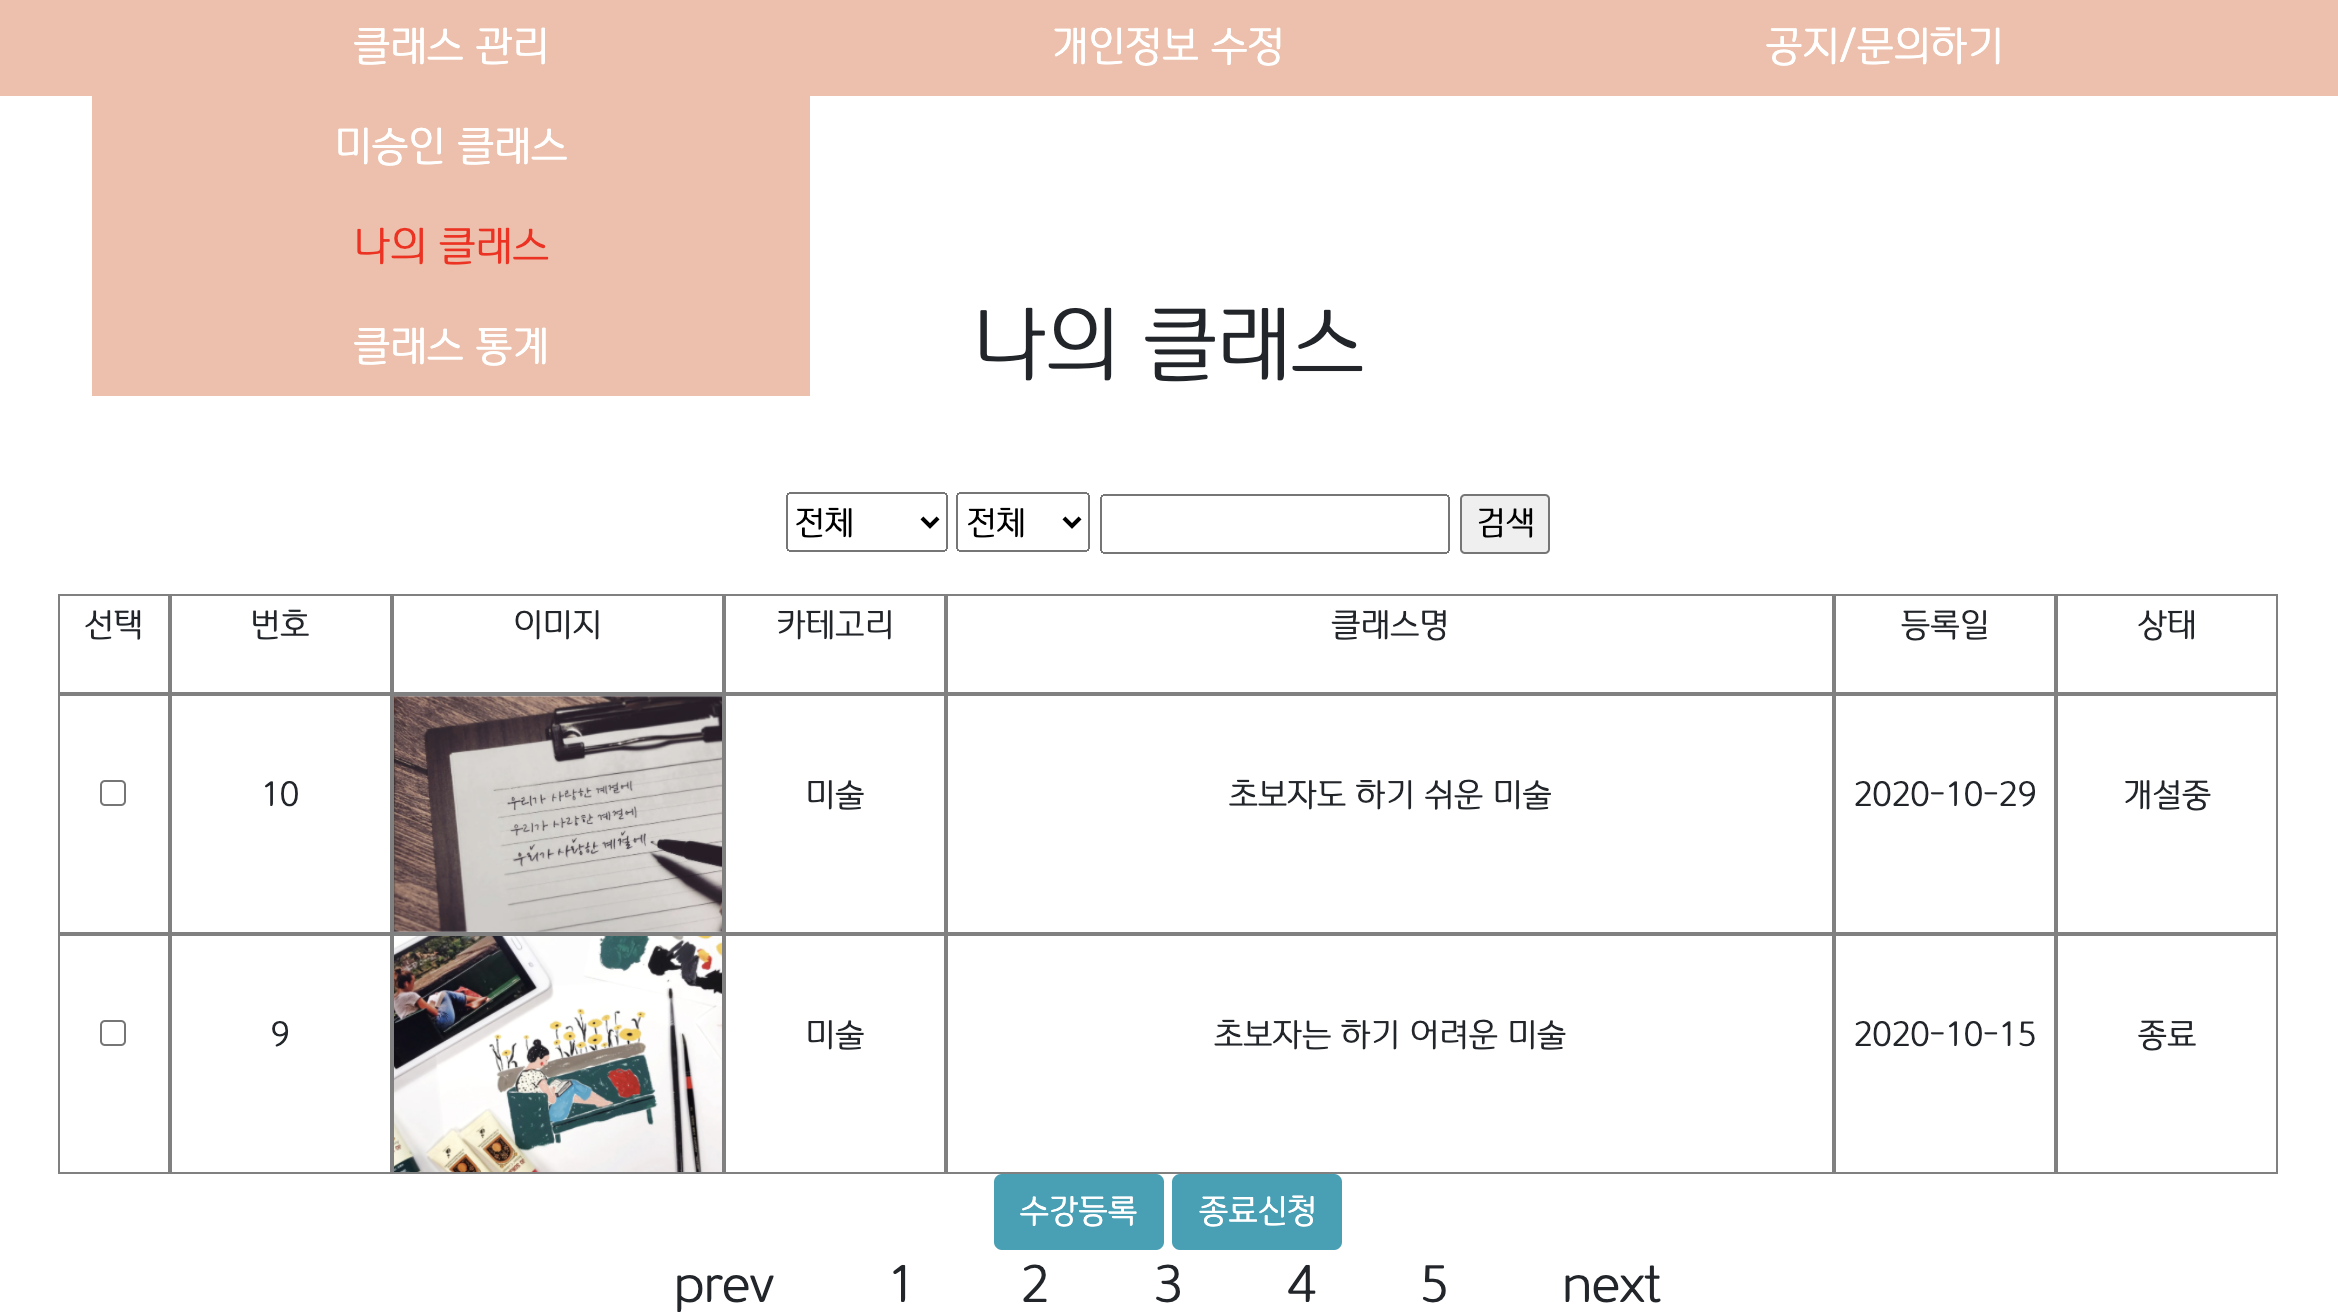 클래스 관리 개인정보 수정 공지/문의하기
미승인 클래스
나의 클래스
클래스 통계
나의 클래스
전체 전체 검색
선택 번호 이미지 카테고리 클래스명 등록일 상태
우리가 사랑한 계절에
우리가 사랑한 계절에
우리가 사랑한 계절에.
10 미술 초보자도 하기 쉬운 미술 2020-10-29 개설중
9 미술 초보자는 하기 어려운 미술 2020-10-15 종료
수강등록 종료신청
prev 1 2 3 4 5 next